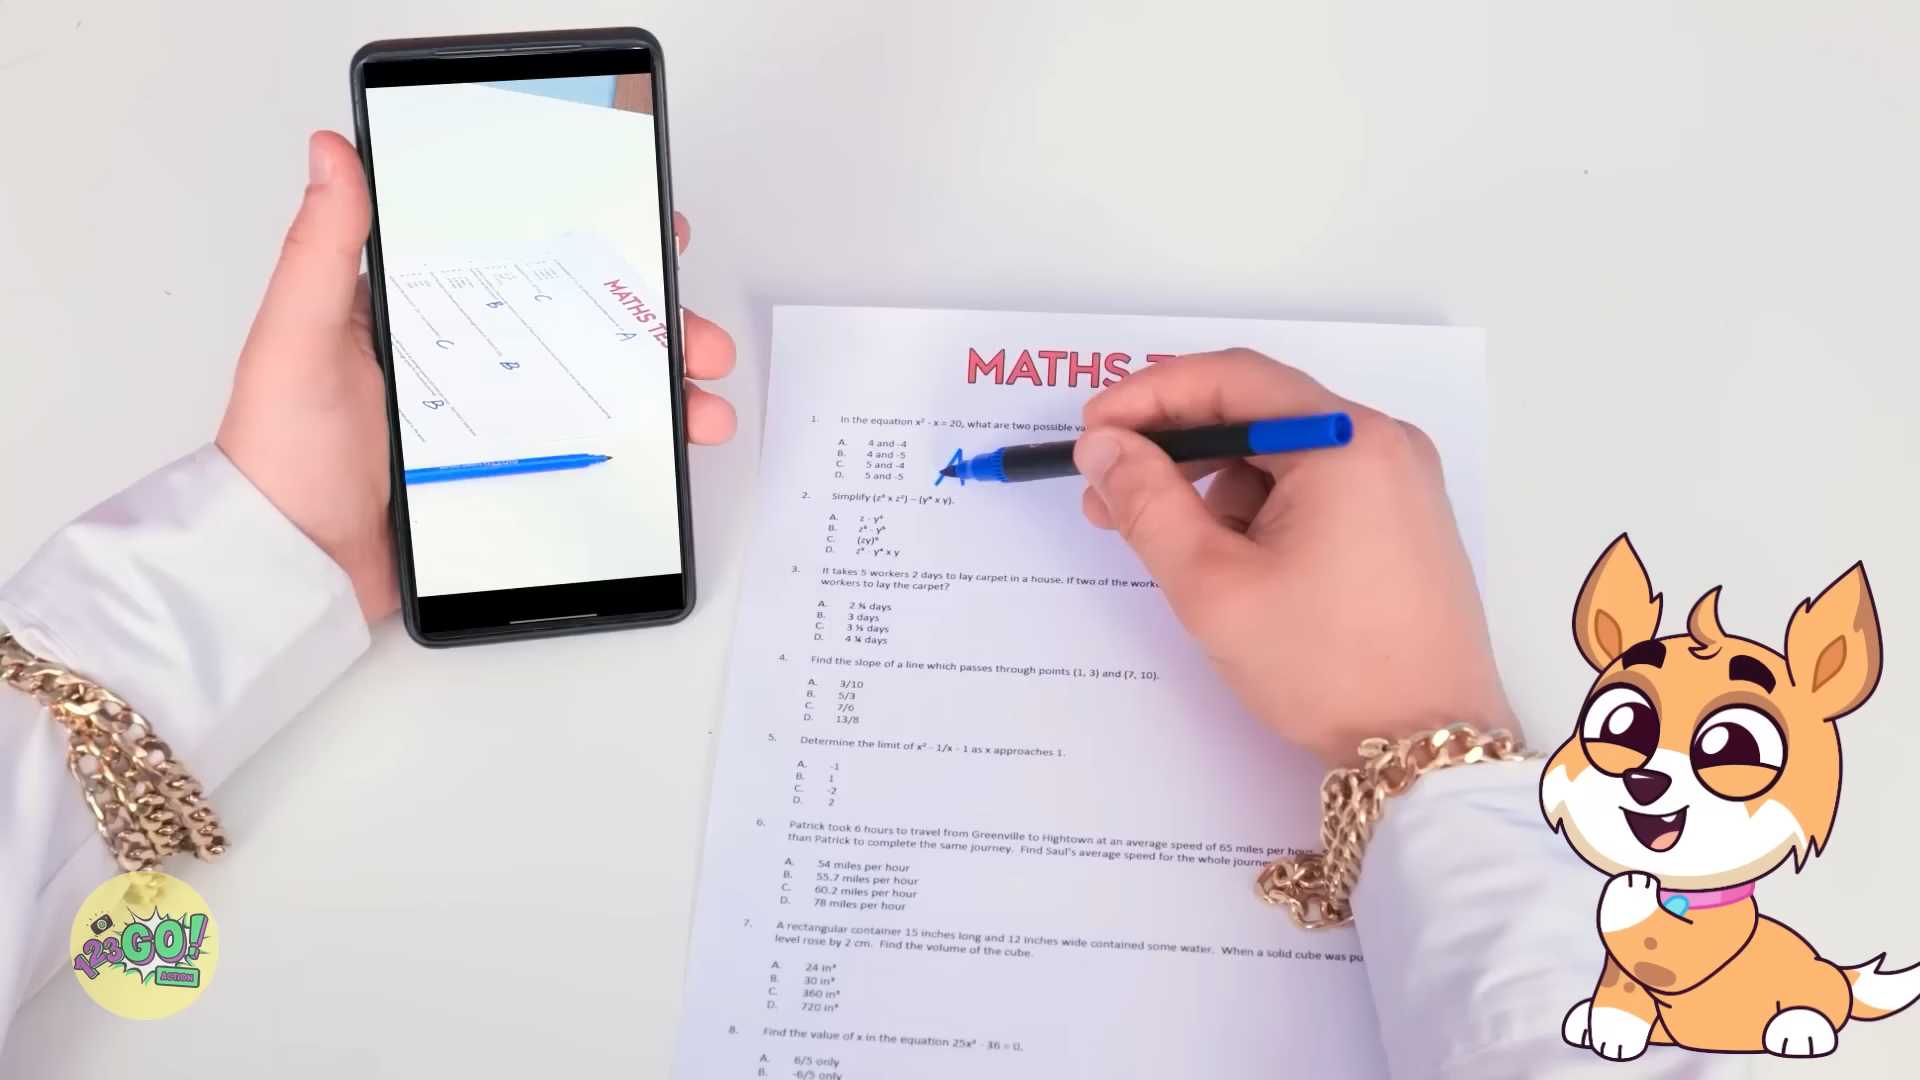 MATHS TES
A
C
B
B
C
B
MATHS T
1. In the equation x² - x = 20, what are two possible va
A. 4 and -4
B. 4 and -5
C. 5 and -4
D. 5 and -5
A
2. Simplify (z³ x z²) – (y⁴ x y).
A. z - y⁵
B. z⁵ - y⁵
C. (zy)⁵
D. z⁵ - y⁴ x y
3. It takes 5 workers 2 days to lay carpet in a house. If two of the worke
workers to lay the carpet?
A.
B. 3 days
C. 3 ⅓ days
D. 4 ¼ days
4. Find the slope of a line which passes through points (1, 3) and (7, 10).
A. 3/10
B. 5/3
C. 7/6
D. 13/8
5. Determine the limit of x² - 1/x - 1 as x approaches 1.
A. -1
B. 1
C. -2
D. 2
6. Patrick took 6 hours to travel from Greenville to Hightown at an average speed of 65 miles per hour
than Patrick to complete the same journey. Find Saul's average speed for the whole journe
A. 54 miles per hour
B. 55.7 miles per hour
C. 60.2 miles per hour
D. 78 miles per hour
7. A rectangular container 15 inches long and 12 inches wide contained some water. When a solid cube was pu
level rose by 2 cm. Find the volume of the cube.
A. 24 in³
B. 30 in³
C. 360 in³
D. 720 in³
8. Find the value of x in the equation 25x² - 36 = 0.
A. 6/5 only
B. -6/5 only
123 GO!
ACTION